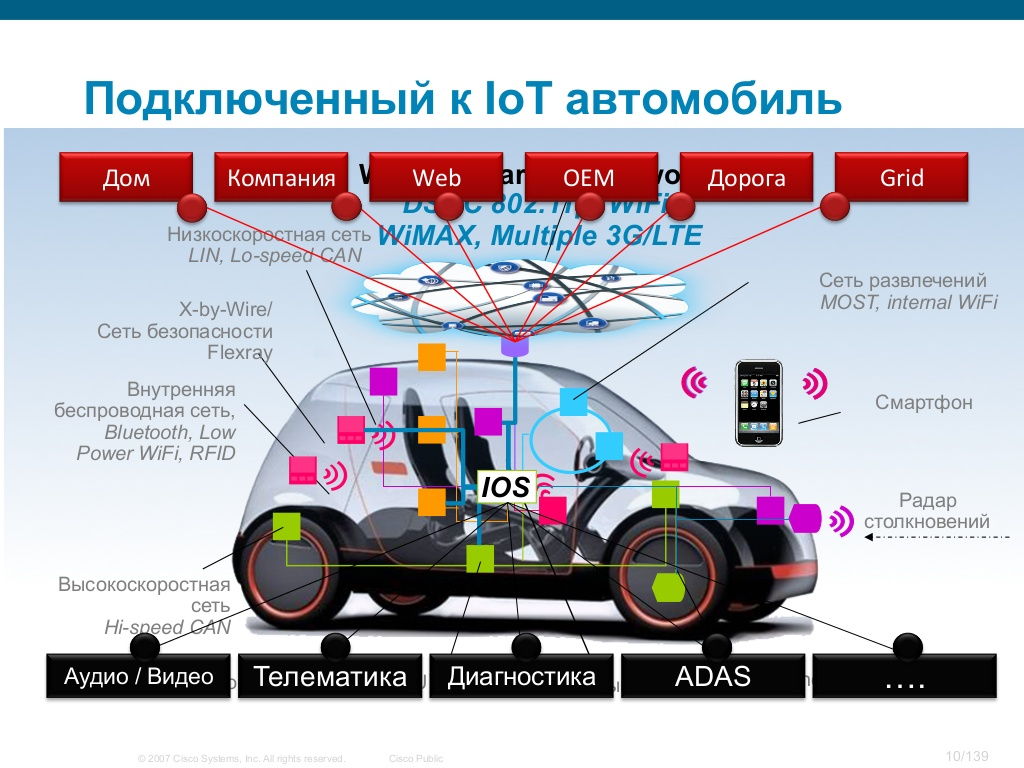 Подключенный к IoT автомобиль
Дом
Компания
Web
OEM
Дорога
Grid
WiFi
WiMAX, Multiple 3G/LTE
Низкоскоростная сеть
LIN, Lo-speed CAN
Сеть развлечений
MOST, internal WiFi
X-by-Wire/
Сеть безопасности
Flexray
Внутренняя
беспроводная сеть,
Bluetooth, Low
Power WiFi, RFID
Смартфон
IOS
Радар
столкновений
Высокоскоростная
сеть
Hi-speed CAN
Аудио / Видео
Телематика
Диагностика
ADAS
....
© 2007 Cisco Systems, Inc. All rights reserved.
Cisco Public
10/139